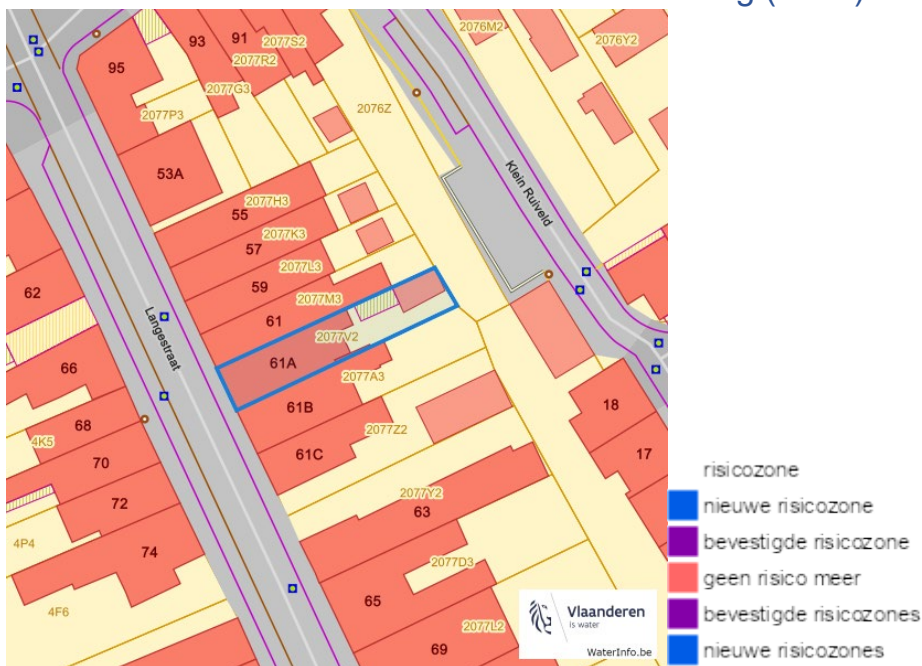 95
93
91
2077S2
2077R2
2077G3
2077P3
2076Z
2076M2
2076Y2
53A
Klein Ruiveld
55
2077H3
57
2077K3
59
2077L3
61
2077M3
2077V2
61A
2077A3
61B
61C
2077Z2
62
Langestraat
66
68
4K5
70
72
74
4P4
4F6
18
17
2077Y2
63
2077D3
65
2077L2
69
Vlaanderen
is water
WaterInfo.be
risicozone
nieuwe risicozone
bevestigde risicozone
geen risico meer
bevestigde risicozones
nieuwe risicozones